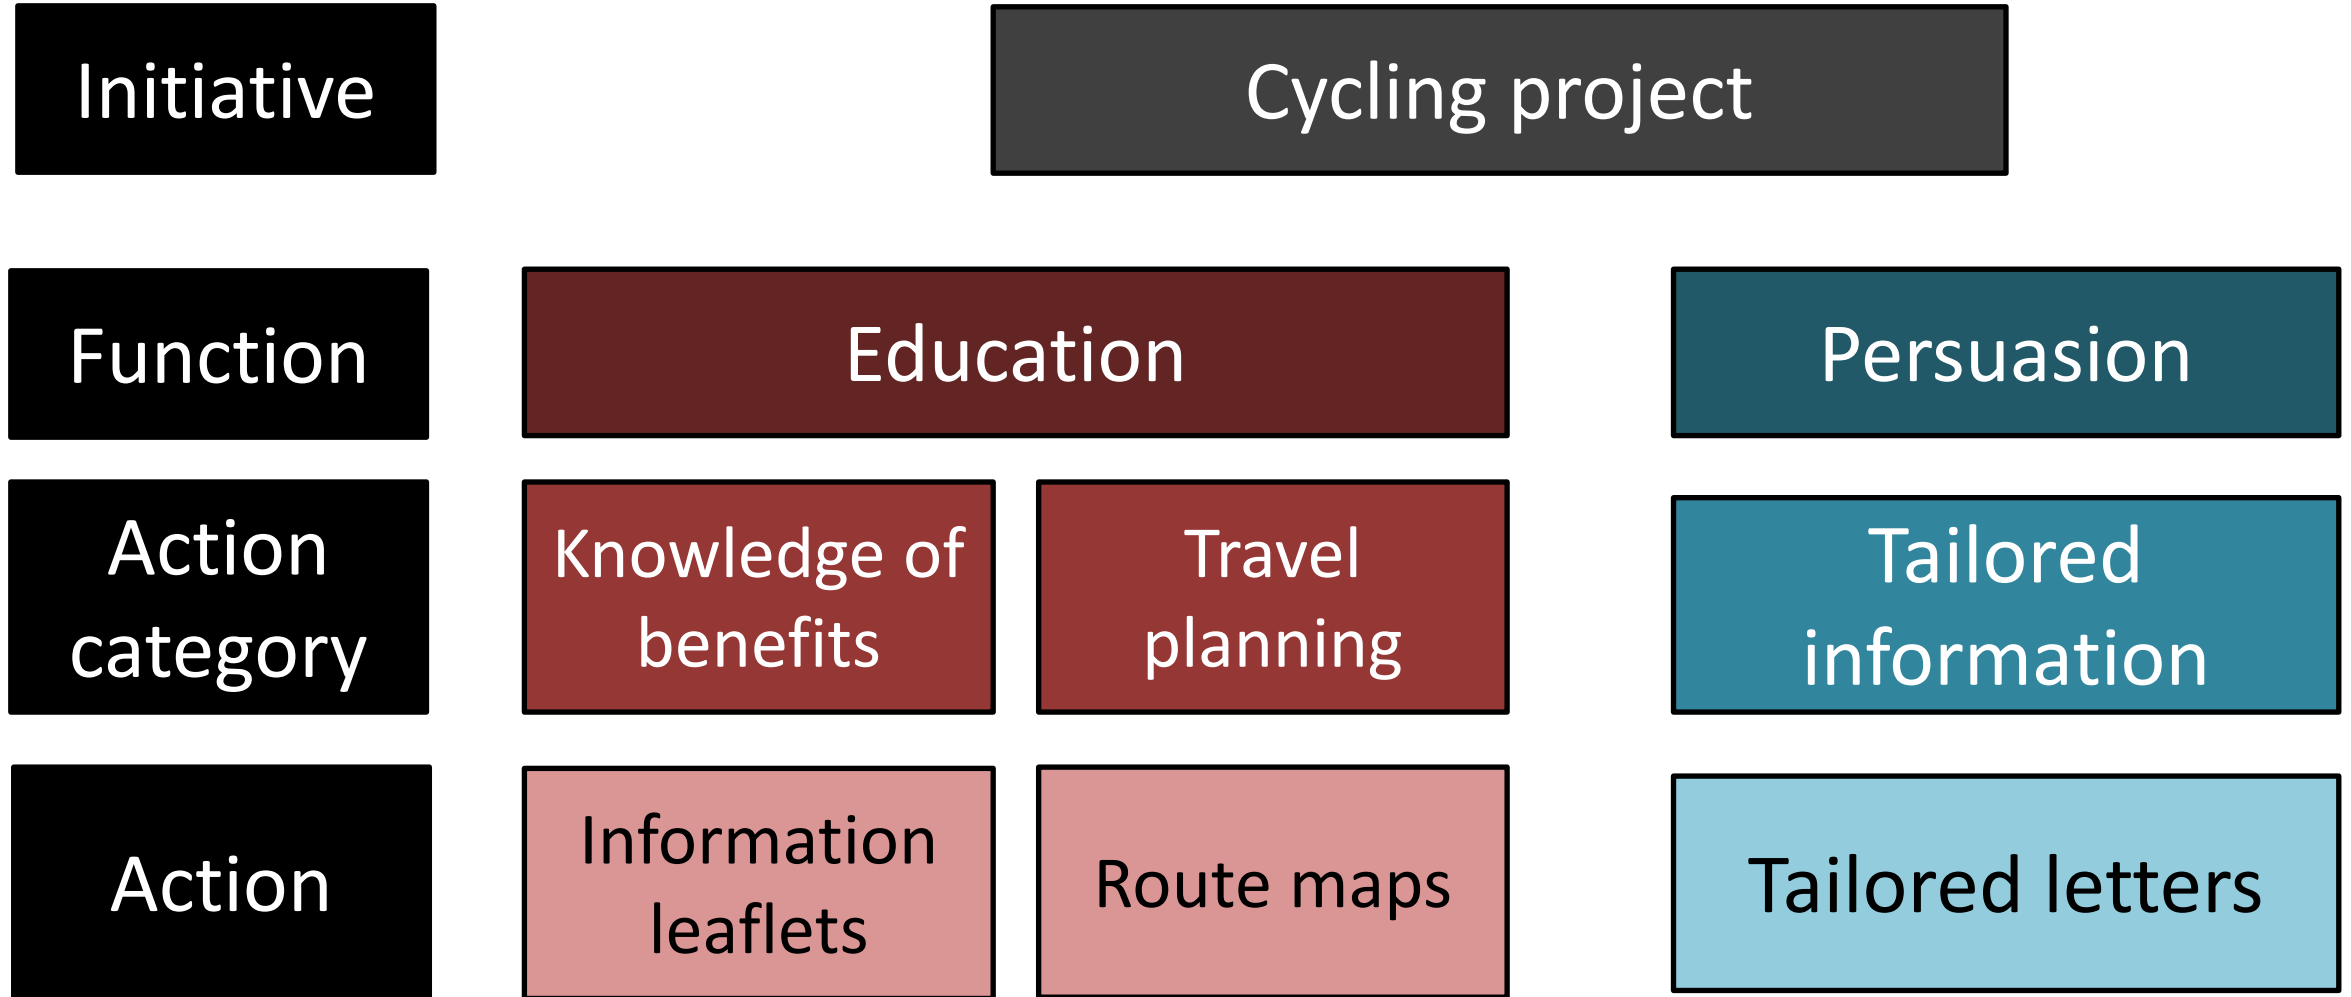 Initiative
Cycling project
Function
Education
Persuasion
Action
category
Knowledge of
benefits
Travel
planning
Tailored
information
Action
Information
leaflets
Route maps
Tailored letters